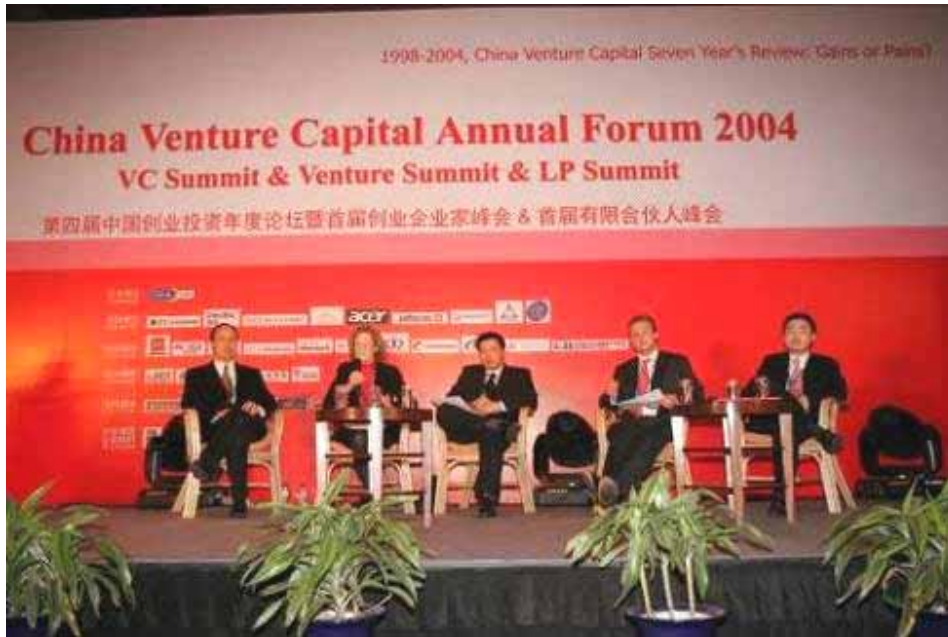 1998-2004, China Venture Capital Seven Year's Review: Gains or Pains?
China Venture Capital Annual Forum 2004
VC Summit & Venture Summit & LP Summit
第四届中国创业投资年度论坛暨首届创业企业家峰会 & 首届有限合伙人峰会
acer